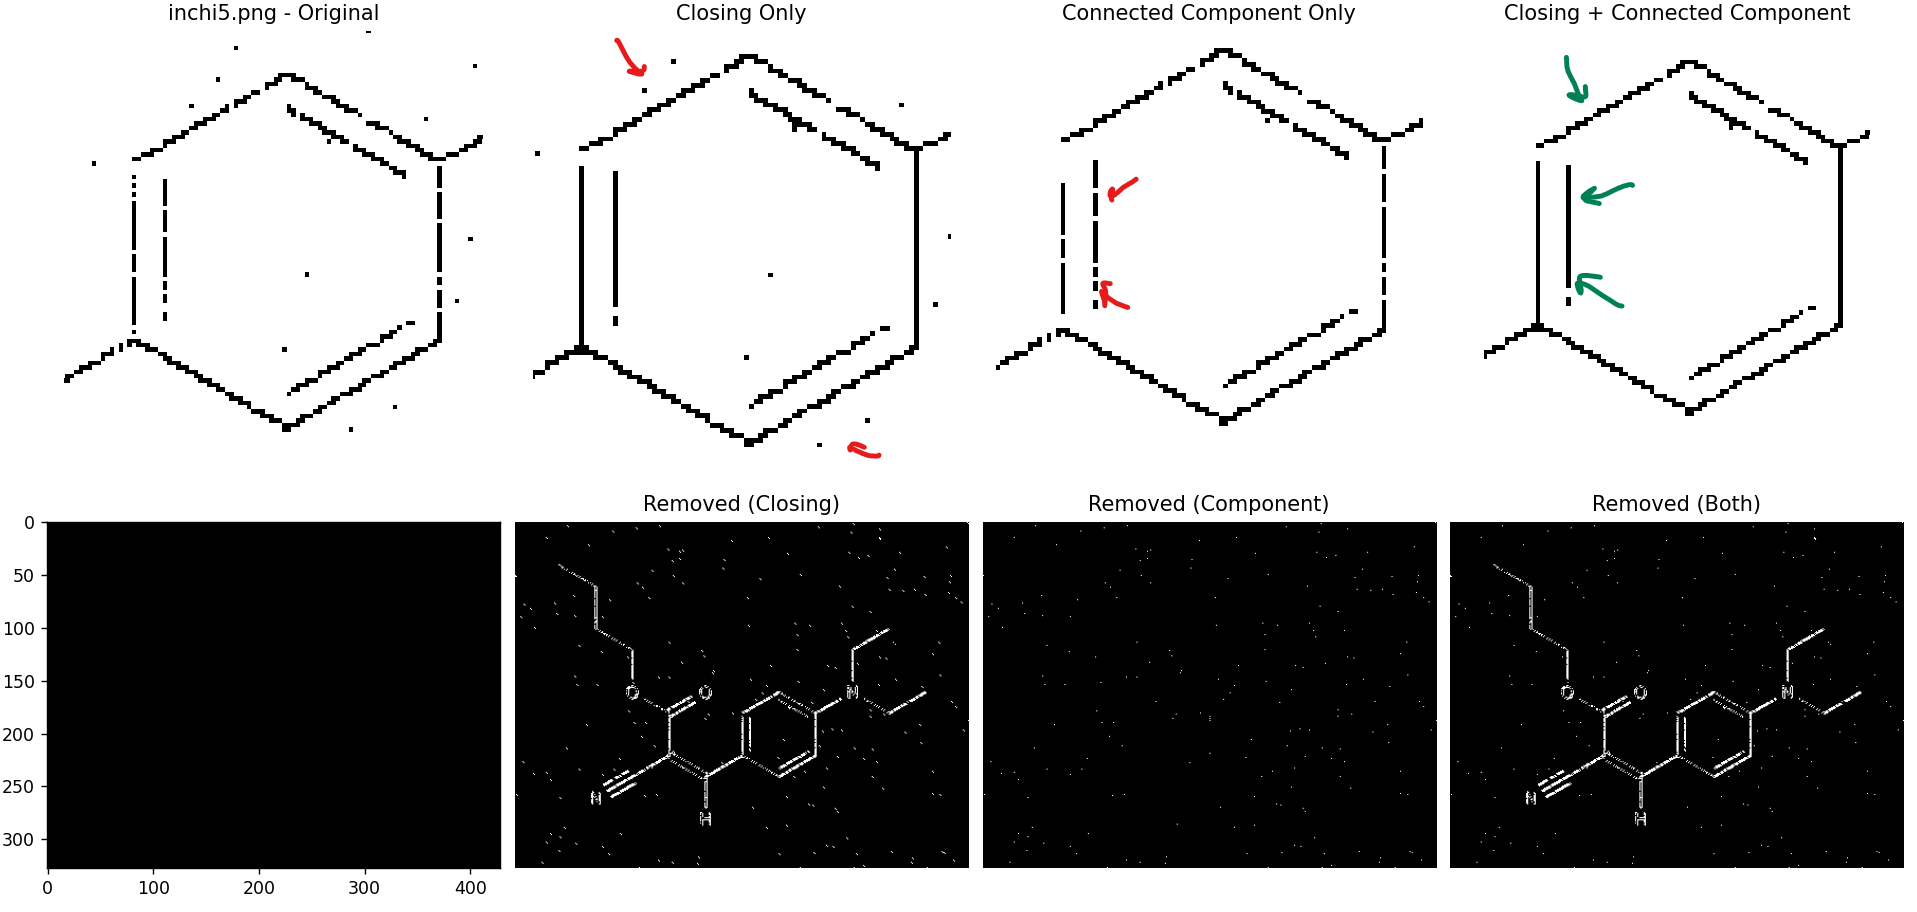 inchi5.png - Original
Closing Only
Connected Component Only
Closing + Connected Component
Removed (Closing)
Removed (Component)
Removed (Both)
0
50
100
150
200
250
300
0
100
200
300
400
O
O
N
N
H
O
O
N
N
H